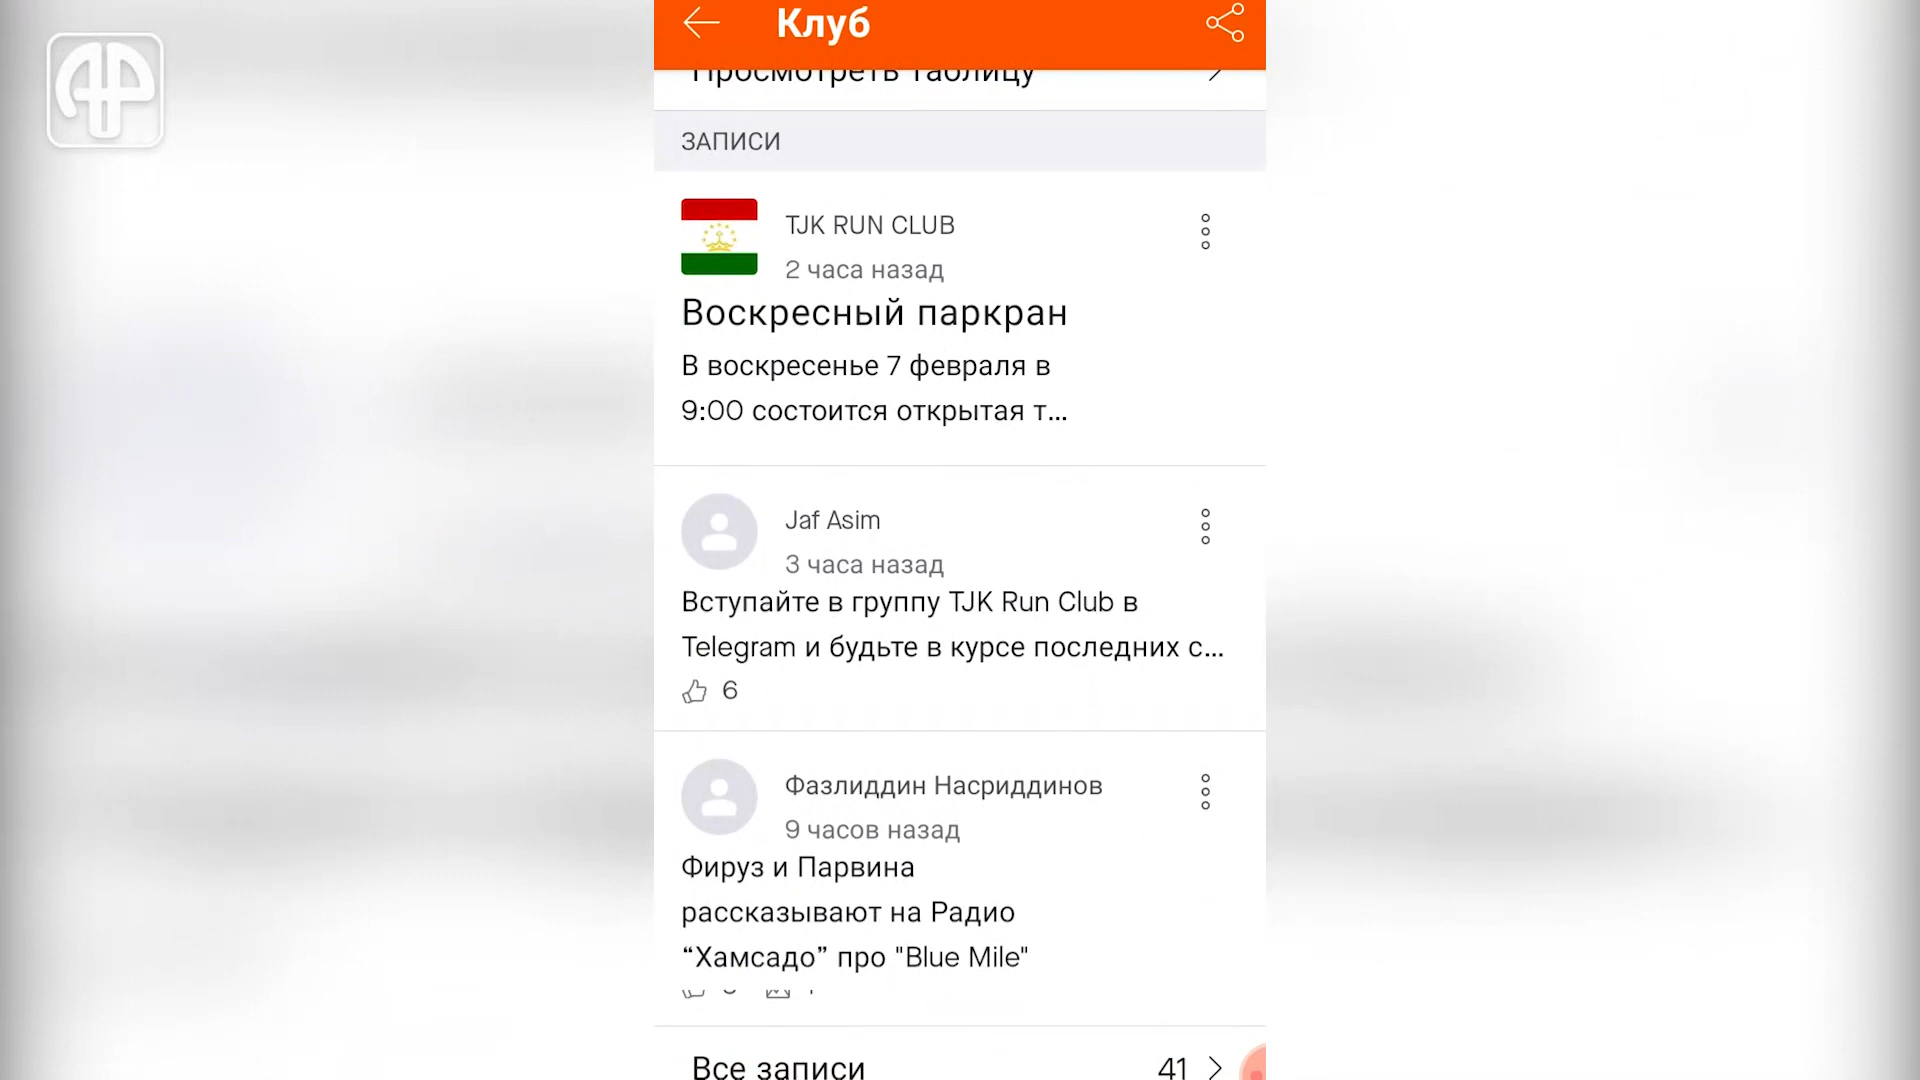 Клуб
Просмотреть таблицу
ЗАПИСИ
TJK RUN CLUB
2 часа назад
Воскресный паркран
В воскресенье 7 февраля в
9:00 состоится открытая т...
Jaf Asim
3 часа назад
Вступайте в группу TJK Run Club в
Telegram и будьте в курсе последних с...
6
Фазлиддин Насриддинов
9 часов назад
Фируз и Парвина
рассказывают на Радио
“Хамсадо” про "Blue Mile"
Все записи 41